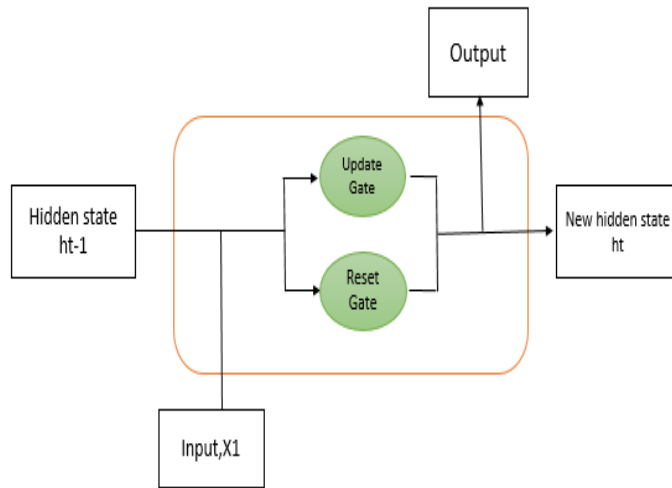 Output
Update
Gate
Hidden state
ht-1
New hidden state
ht
Reset
Gate
Input,X1